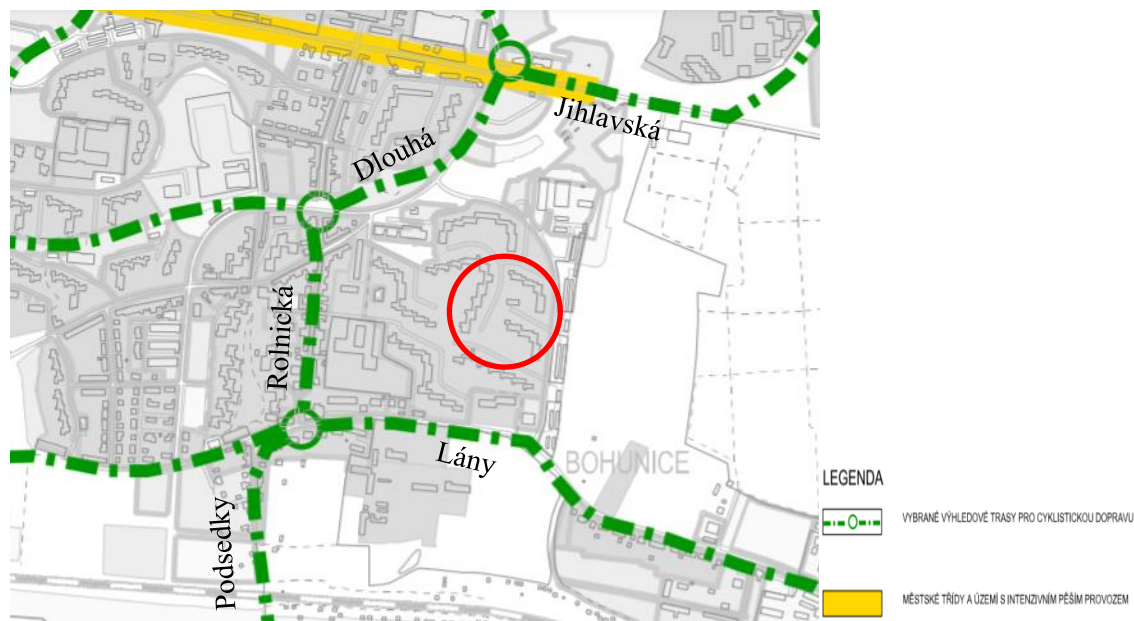 Jihlavská
Dlouhá
Rolnická
Lány
BOHUNICE
Podsedky
LEGENDA
VYBRANÉ VÝHLEDOVÉ TRASY PRO CYKLISTICKOU DOPRAVU
MĚSTSKÉ TŘÍDY A ÚZEMÍ S INTENZIVNÍM PĚŠÍM PROVOZEM